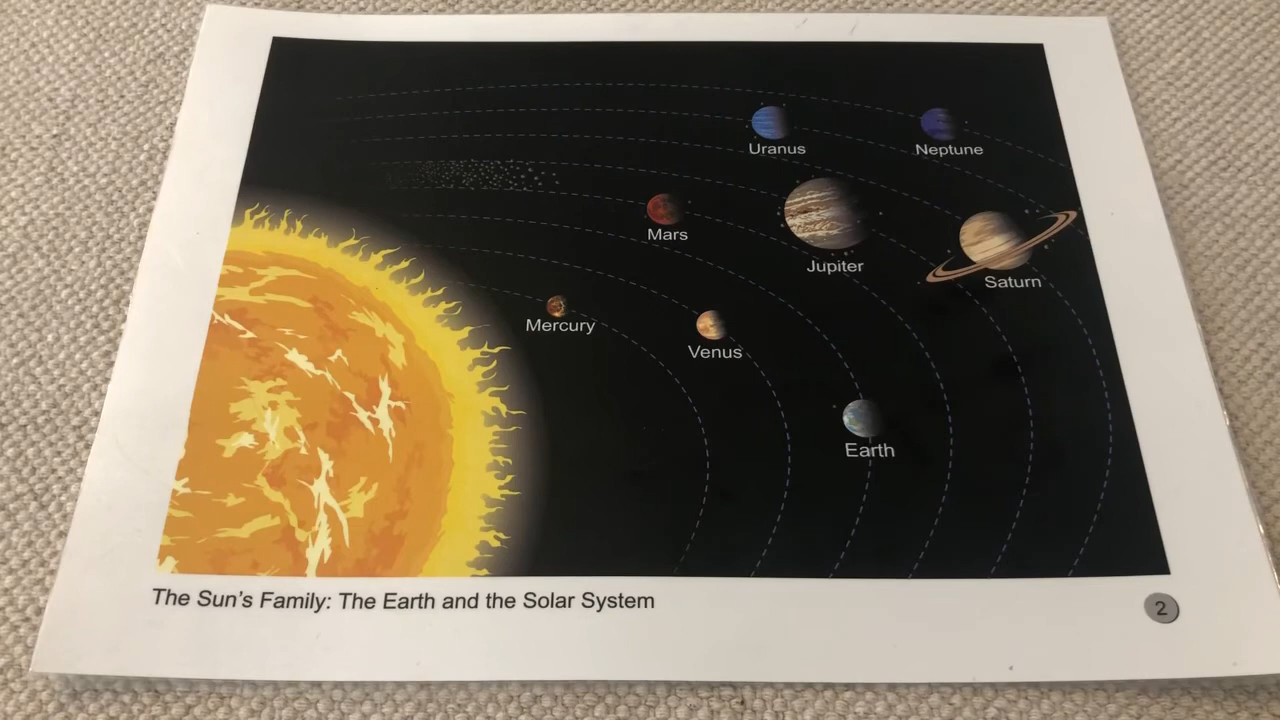 Uranus
Neptune
Mars
Jupiter
Saturn
Mercury
Venus
Earth
The Sun's Family: The Earth and the Solar System
2